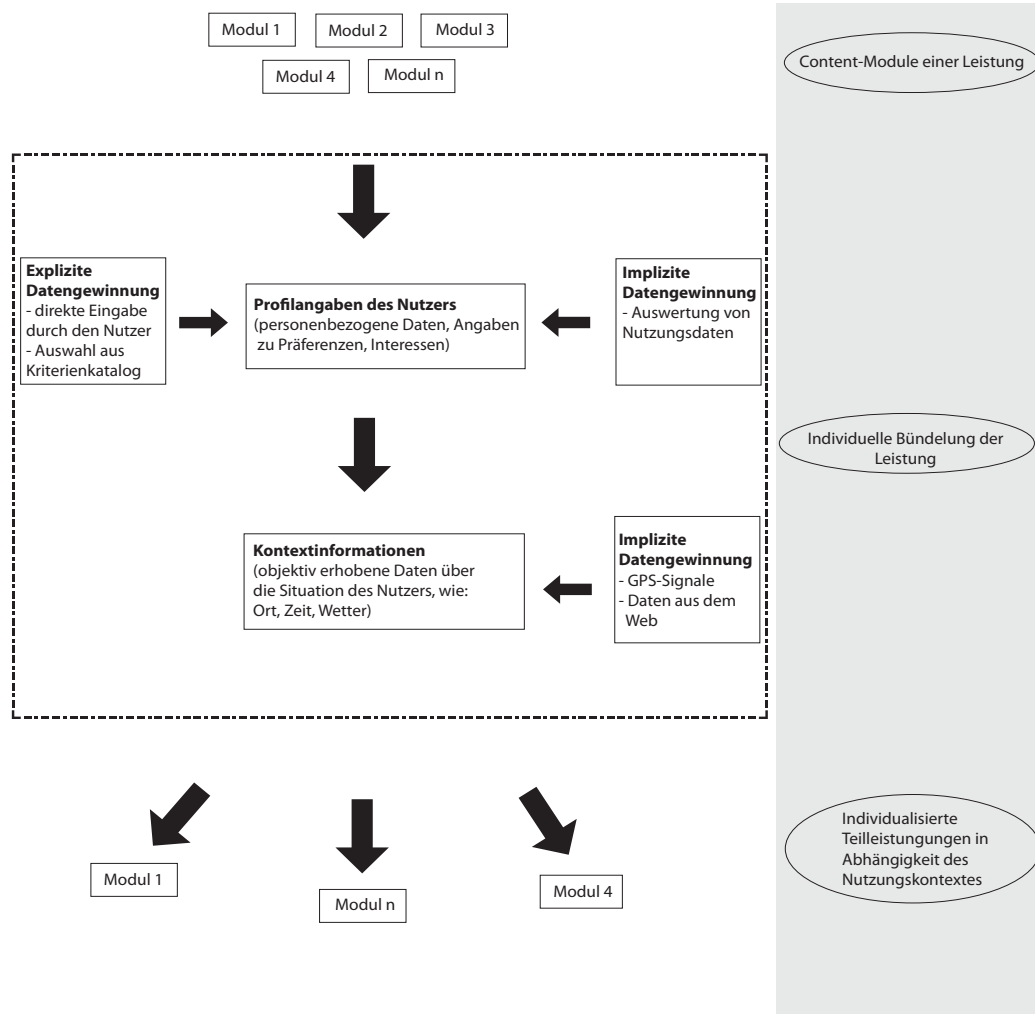 Modul 1
Modul 2
Modul 3
Modul 4
Modul n
Content-Module einer Leistung
Explizite
Datengewinnung
- direkte Eingabe
durch den Nutzer
- Auswahl aus
Kriterienkatalog
Profilangaben des Nutzers
(personenbezogene Daten, Angaben
zu Präferenzen, Interessen)
Implizite
Datengewinnung
- Auswertung von
Nutzungsdaten
Individuelle Bündelung der
Leistung
Kontextinformationen
(objektiv erhobene Daten über
die Situation des Nutzers, wie:
Ort, Zeit, Wetter)
Implizite
Datengewinnung
- GPS-Signale
- Daten aus dem
Web
Individualisierte
Teilleistungungen in
Abhängigkeit des
Nutzungskontextes
Modul 1
Modul n
Modul 4